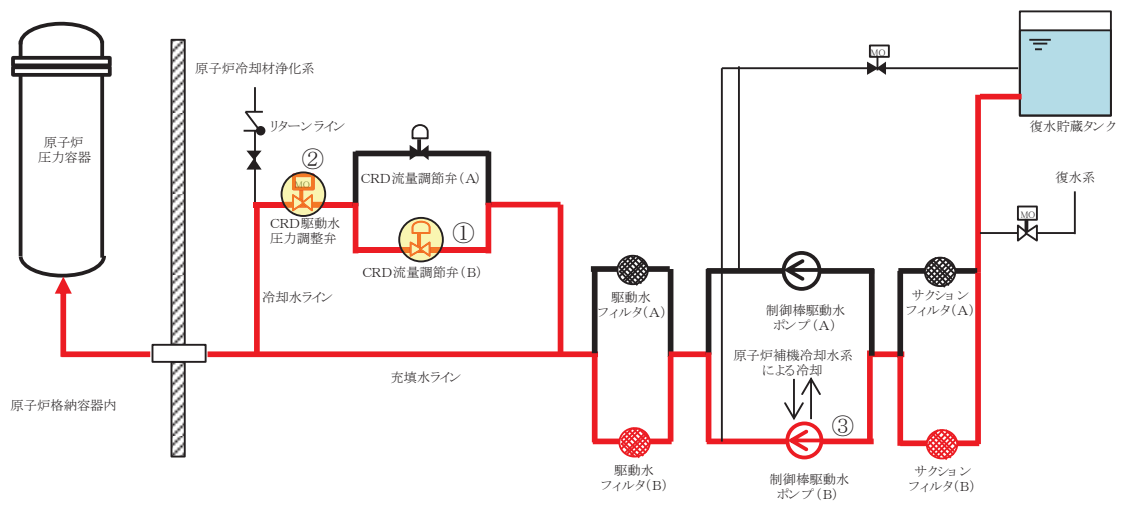 復水貯蔵タンク
復水系
MO
MO
原子炉冷却材浄化系
リターンライン
原子炉
圧力容器
②
MO
CRD駆動水
圧力調整弁
CRD流量調節弁(A)
①
CRD流量調節弁(B)
冷却水ライン
充填水ライン
原子炉格納容器内
駆動水
フィルタ(A)
駆動水
フィルタ(B)
制御棒駆動水
ポンプ(A)
原子炉補機冷却水系
による冷却
③
制御棒駆動水
ポンプ(B)
サクション
フィルタ(A)
サクション
フィルタ(B)